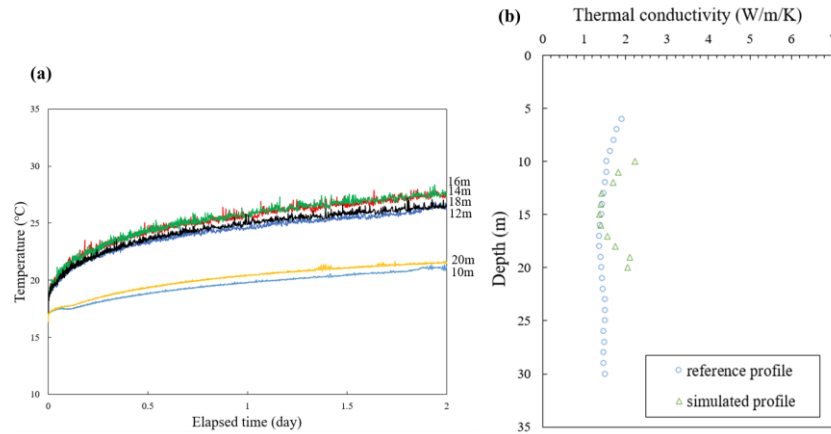 (a)
Temperature (℃)
35
30
25
20
15
10
0
0.5
1
1.5
2
Elapsed time (day)
16m
14m
18m
12m
20m
10m
(b)
Thermal conductivity (W/m/K)
0 1 2 3 4 5 6 7
Depth (m)
0
5
10
15
20
25
30
35
reference profile
simulated profile